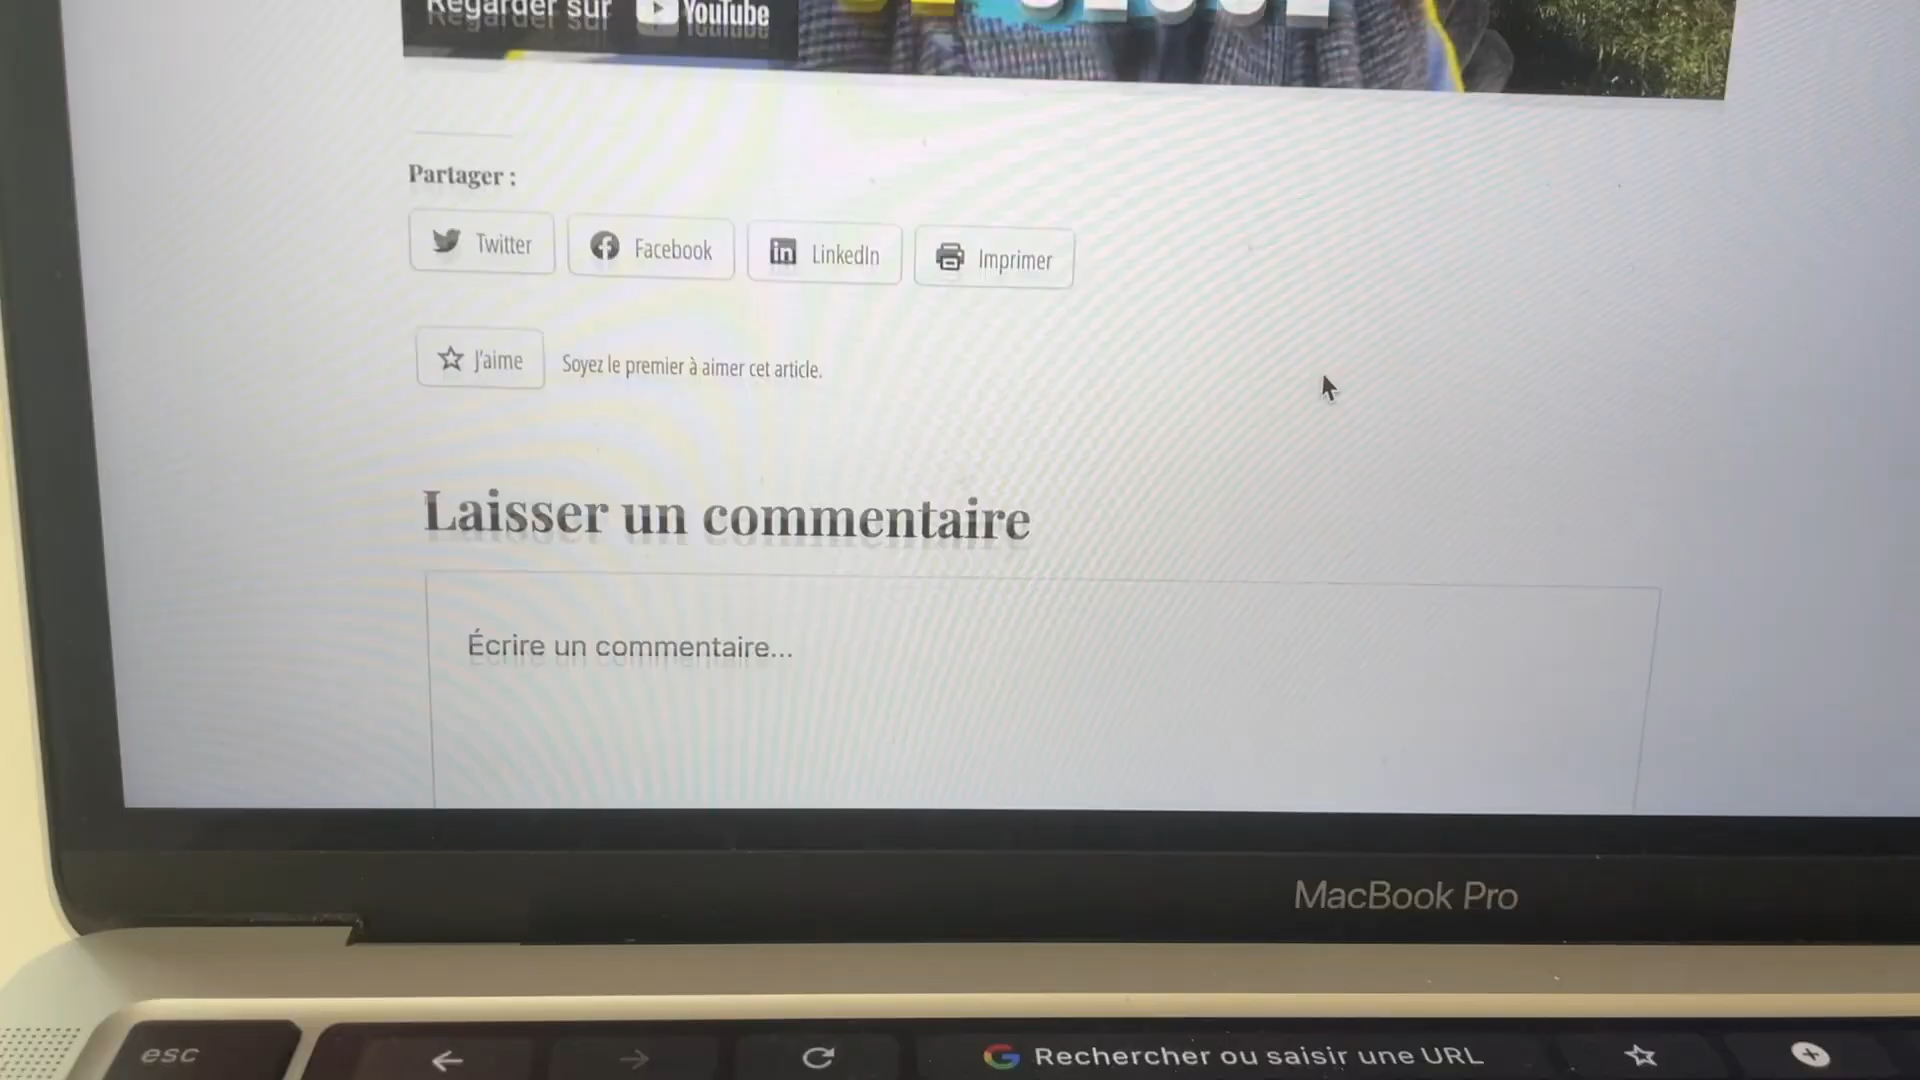 Regarder sur YouTube
Partager :
Twitter
Facebook
LinkedIn
Imprimer
J'aime
Soyez le premier à aimer cet article.
Laisser un commentaire
Écrire un commentaire...
MacBook Pro
esc
Rechercher ou saisir une URL